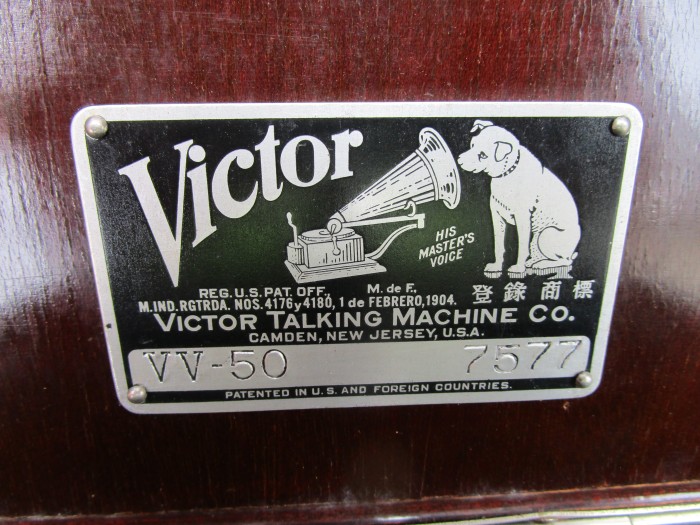 Victor
HIS
MASTER'S
VOICE
REG. U.S. PAT. OFF. M. de F.
M. IND. RGTRDA. NOS. 4176 y 4180, 1 de FEBRERO, 1904.
登錄商標
VICTOR TALKING MACHINE CO.
CAMDEN, NEW JERSEY, U.S.A.
VV-50 7577
PATENTED IN U.S. AND FOREIGN COUNTRIES.